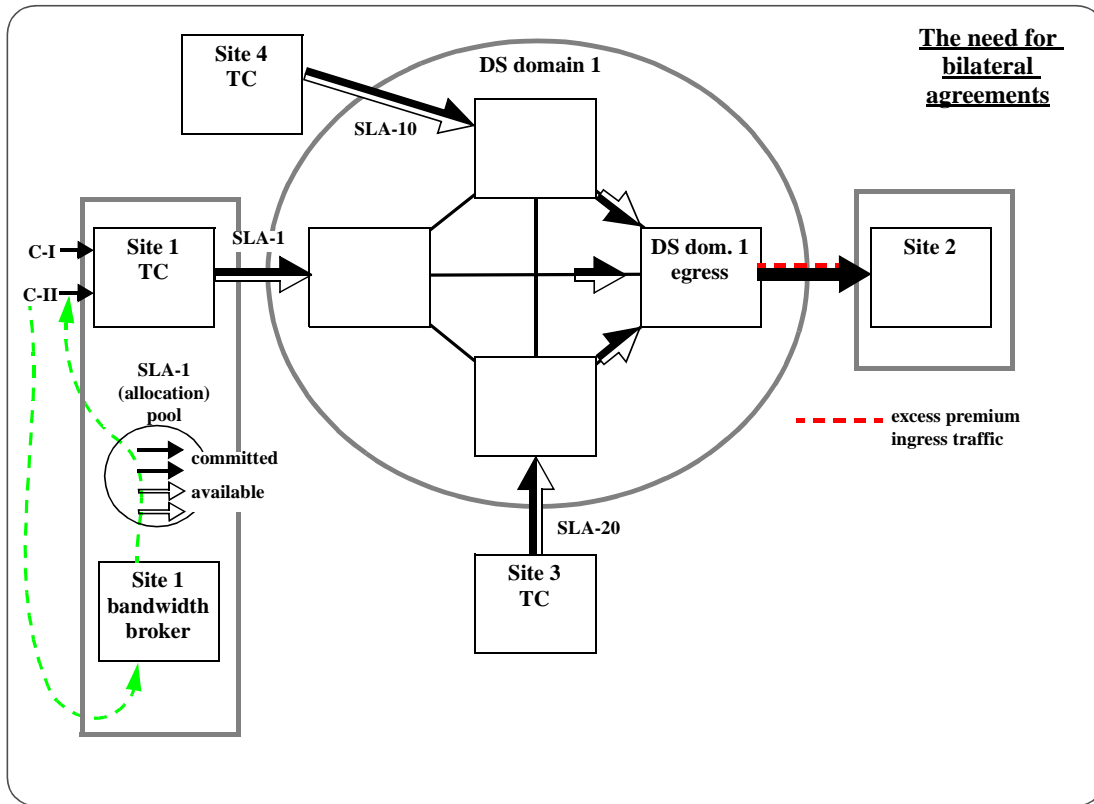 The need for
bilateral
agreements
Site 4
TC
DS domain 1
SLA-10
C-I
C-II
Site 1
TC
SLA-1
DS dom. 1
egress
Site 2
SLA-1
(allocation)
pool
committed
available
excess premium
ingress traffic
SLA-20
Site 1
bandwidth
broker
Site 3
TC